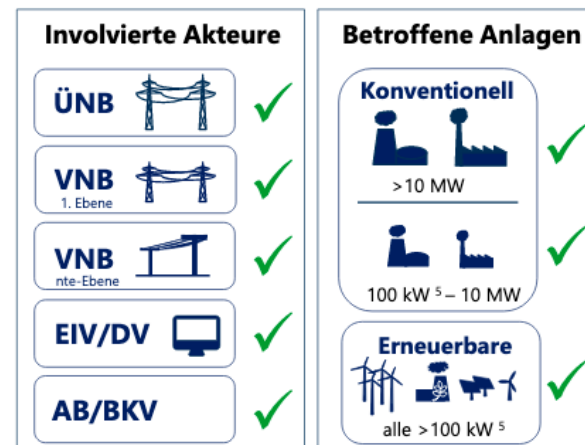 Involvierte Akteure
ÜNB
VNB
1. Ebene
VNB
nte-Ebene
EIV/DV
AB/BKV
Betroffene Anlagen
Konventionell
>10 MW
100 kW ⁵ – 10 MW
Erneuerbare
alle >100 kW ⁵